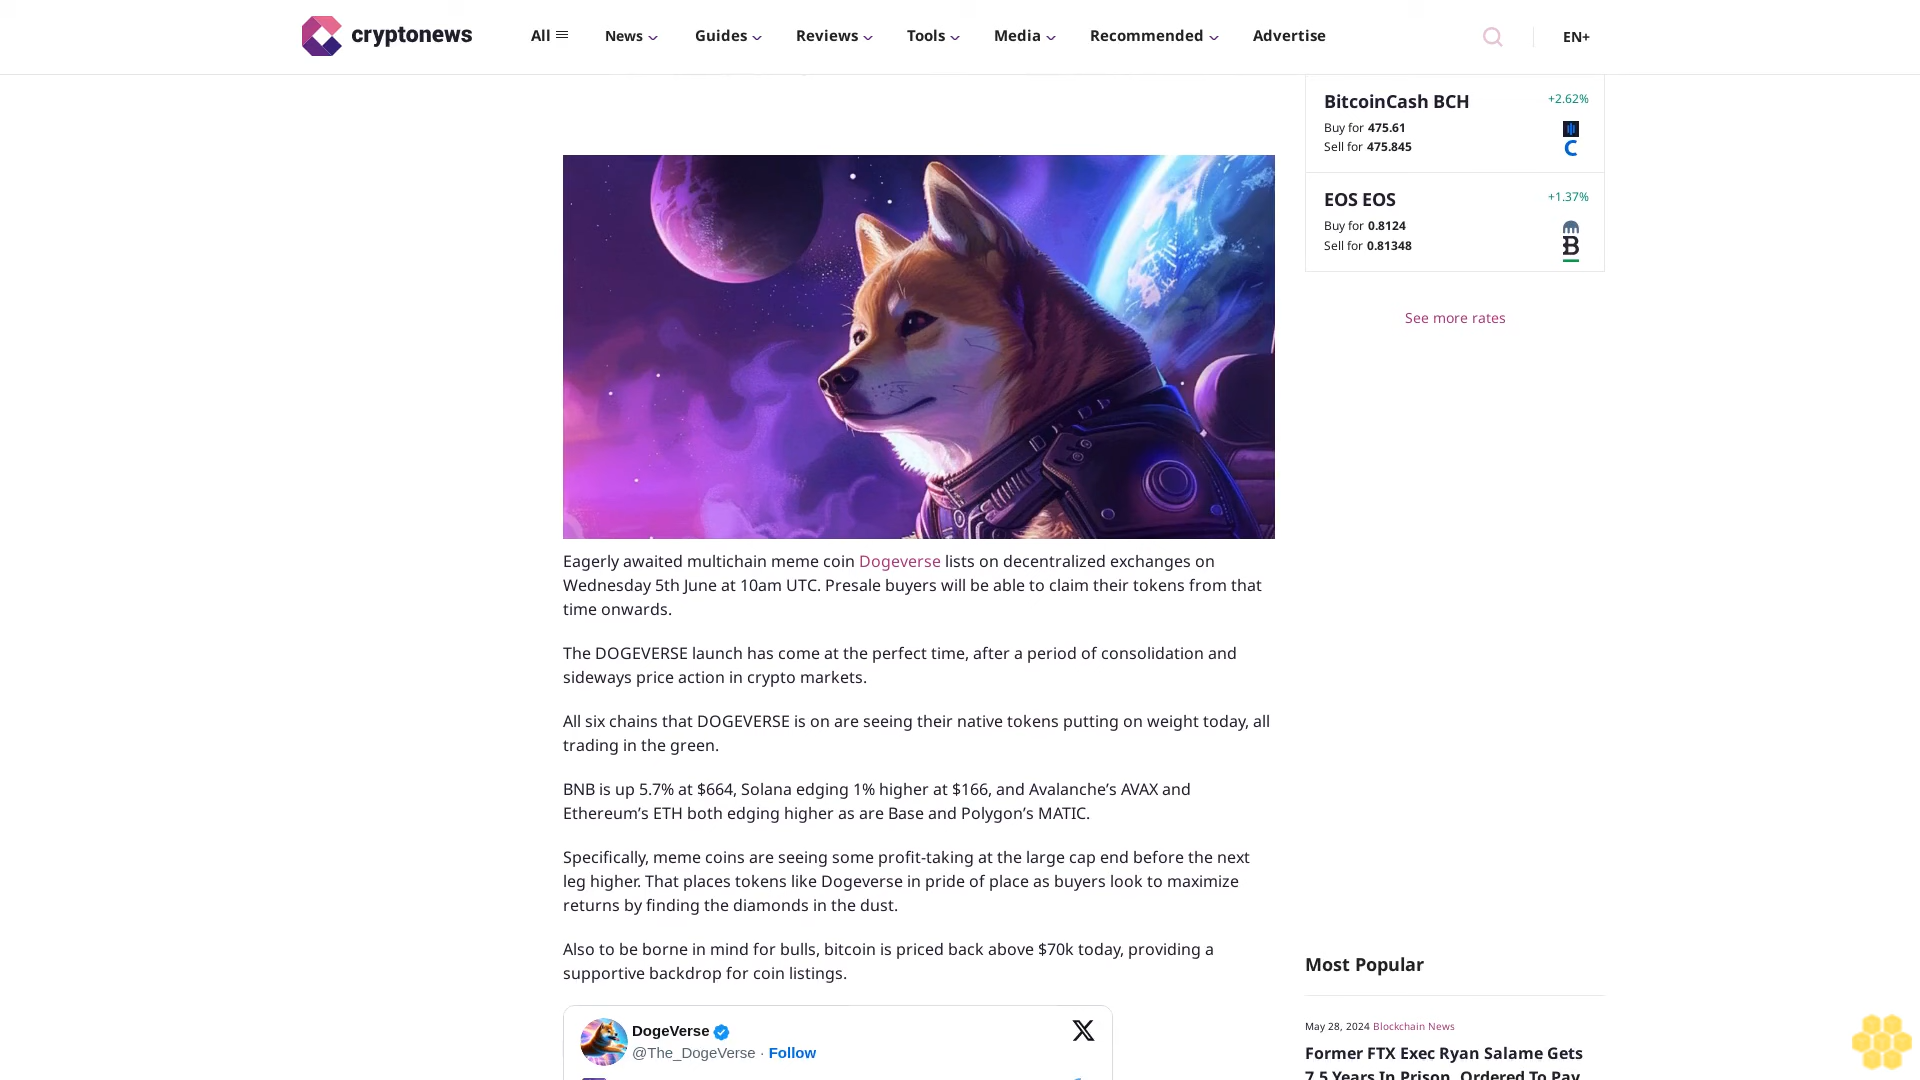 cryptonews
All
News
Guides
Reviews
Tools
Media
Recommended
Advertise
EN+
BitcoinCash BCH
+2.62%
Buy for 475.61
Sell for 475.845
EOS EOS
+1.37%
Buy for 0.8124
Sell for 0.81348
See more rates
Eagerly awaited multichain meme coin Dogeverse lists on decentralized exchanges on
Wednesday 5th June at 10am UTC. Presale buyers will be able to claim their tokens from that
time onwards.
The DOGEVERSE launch has come at the perfect time, after a period of consolidation and
sideways price action in crypto markets.
All six chains that DOGEVERSE is on are seeing their native tokens putting on weight today, all
trading in the green.
BNB is up 5.7% at $664, Solana edging 1% higher at $166, and Avalanche’s AVAX and
Ethereum’s ETH both edging higher as are Base and Polygon’s MATIC.
Specifically, meme coins are seeing some profit-taking at the large cap end before the next
leg higher. That places tokens like Dogeverse in pride of place as buyers look to maximize
returns by finding the diamonds in the dust.
Also to be borne in mind for bulls, bitcoin is priced back above $70k today, providing a
supportive backdrop for coin listings.
DogeVerse
@The_DogeVerse · Follow
Most Popular
May 28, 2024 Blockchain News
Former FTX Exec Ryan Salame Gets
7.5 Years In Prison, Ordered To Pay